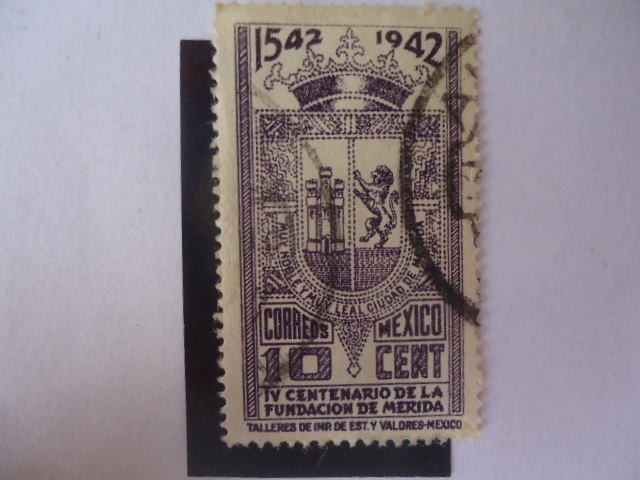 1542 1942
MUY NOBLE Y MUY LEAL CIUDAD DE
CORREOS MEXICO
10 CENT
IV CENTENARIO DE LA
FUNDACION DE MERIDA
TALLERES DE IMP. DE EST. Y VALORES-MEXICO